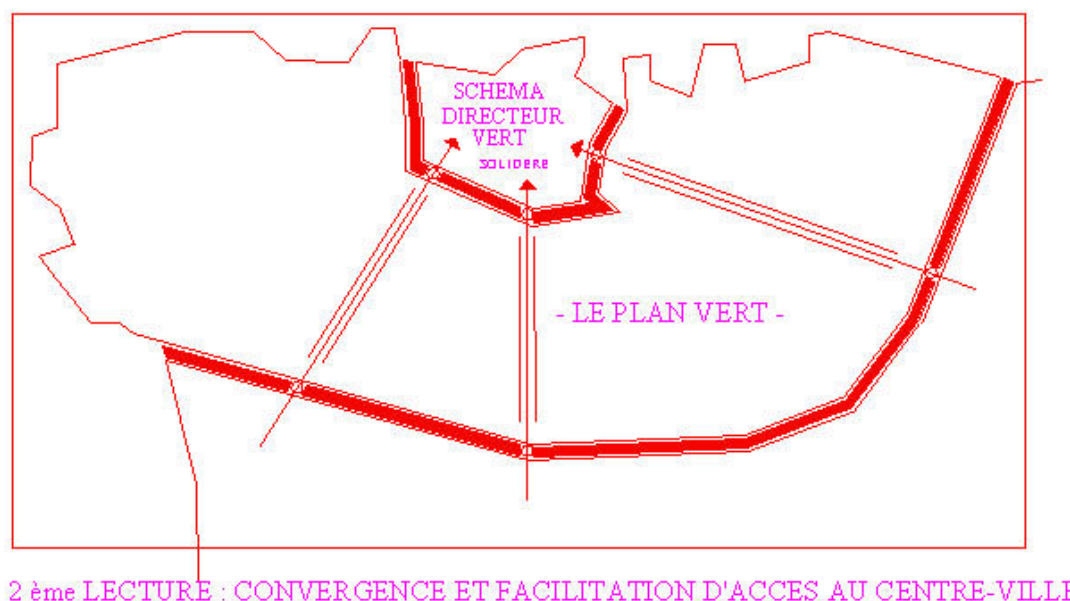 SCHEMA
DIRECTEUR
VERT
SOLIDERE
- LE PLAN VERT -
2 ème LECTURE : CONVERGENCE ET FACILITATION D'ACCES AU CENTRE-VILLE